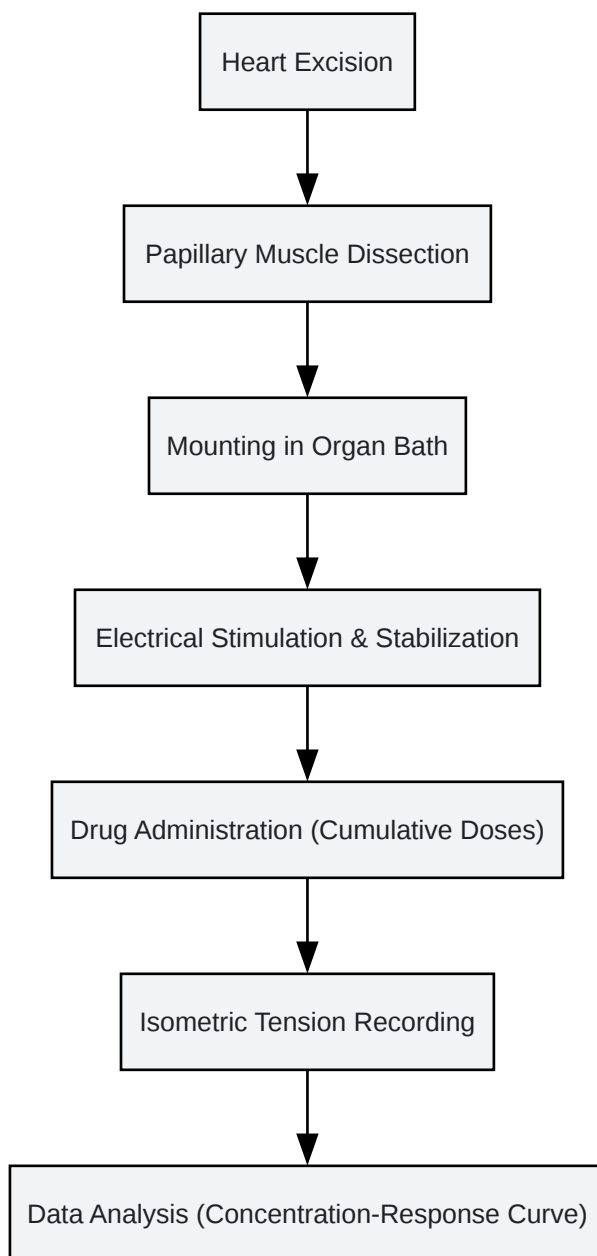 Heart Excision
Papillary Muscle Dissection
Mounting in Organ Bath
Electrical Stimulation & Stabilization
Drug Administration (Cumulative Doses)
Isometric Tension Recording
Data Analysis (Concentration-Response Curve)